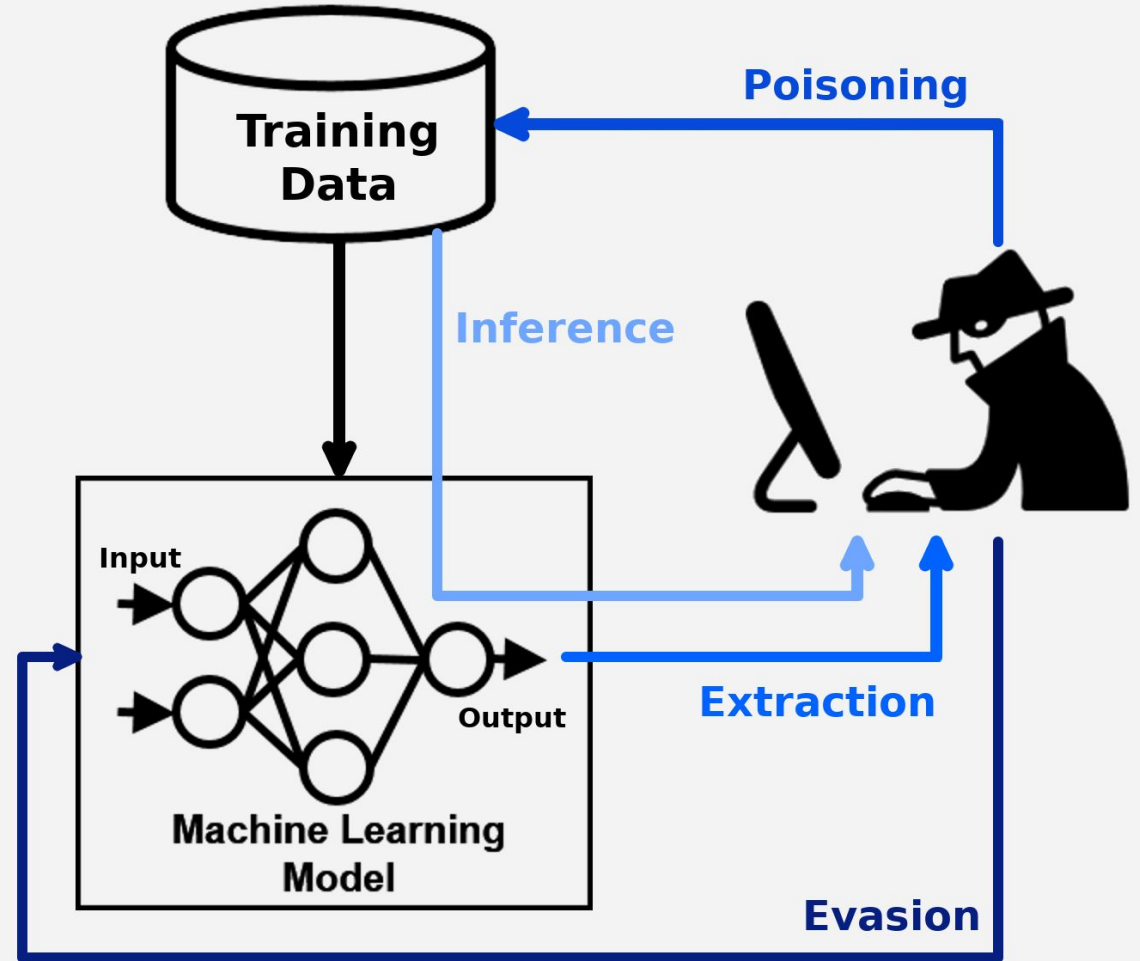 Poisoning
Training
Data
Inference
Input
Extraction
Output
Machine Learning
Model
Evasion